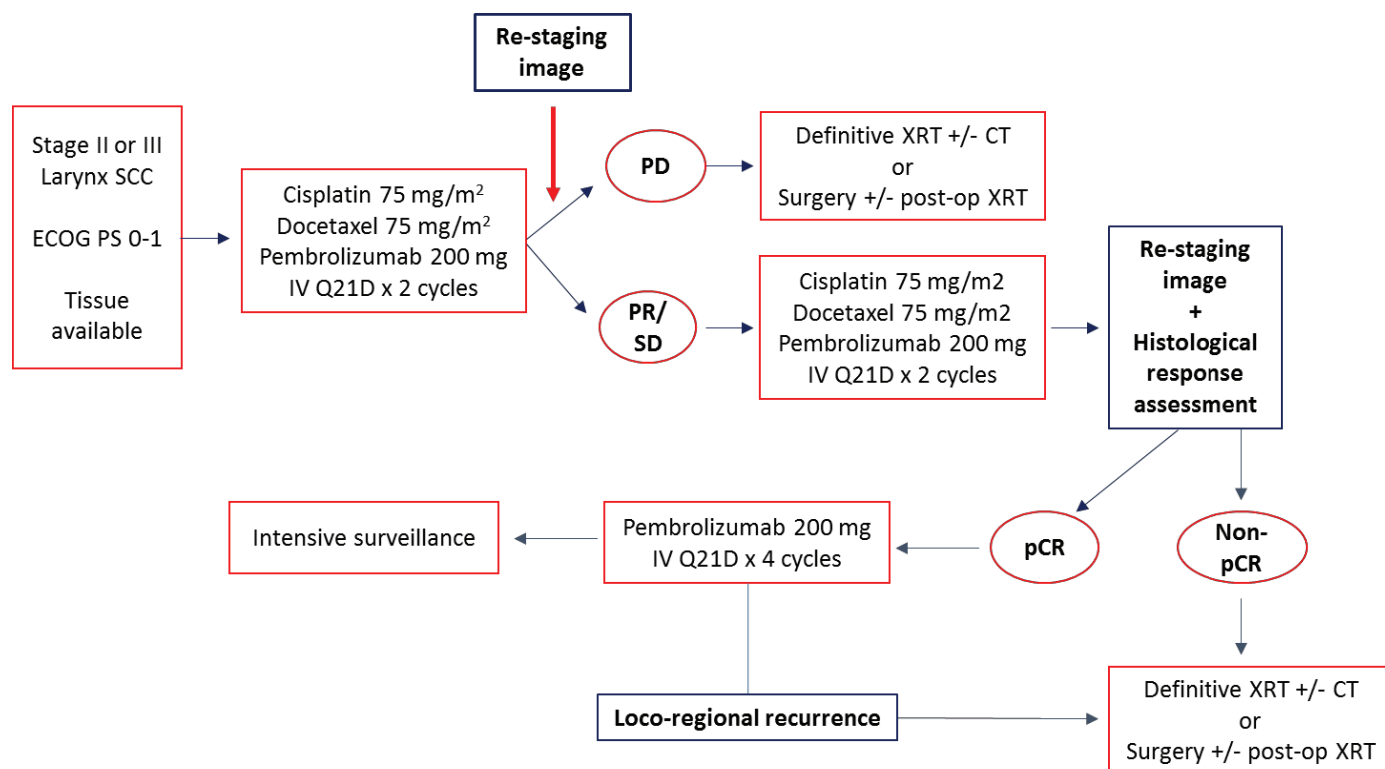 Re-staging
image
Stage II or III
Larynx SCC
ECOG PS 0-1
Tissue
available
Cisplatin 75 mg/m²
Docetaxel 75 mg/m²
Pembrolizumab 200 mg
IV Q21D x 2 cycles
PD
Definitive XRT +/- CT
or
Surgery +/- post-op XRT
PR/
SD
Cisplatin 75 mg/m2
Docetaxel 75 mg/m2
Pembrolizumab 200 mg
IV Q21D x 2 cycles
Re-staging
image
+
Histological
response
assessment
pCR
Non-
pCR
Pembrolizumab 200 mg
IV Q21D x 4 cycles
Intensive surveillance
Loco-regional recurrence
Definitive XRT +/- CT
or
Surgery +/- post-op XRT